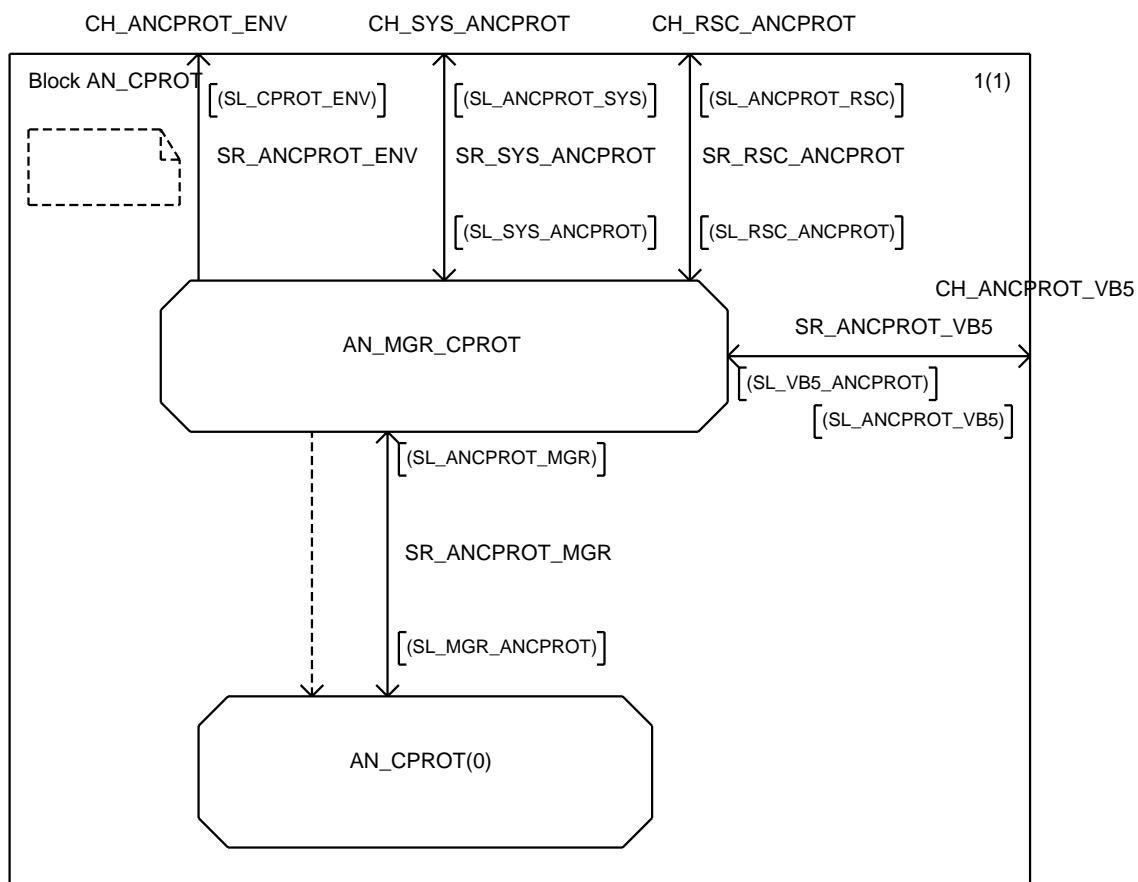 CH_ANCPROT_ENV CH_SYS_ANCPROT CH_RSC_ANCPROT
Block AN_CPROT 1(1)
(SL_CPROT_ENV) (SL_ANCPROT_SYS) (SL_ANCPROT_RSC)
SR_ANCPROT_ENV SR_SYS_ANCPROT SR_RSC_ANCPROT
(SL_SYS_ANCPROT) (SL_RSC_ANCPROT)
CH_ANCPROT_VB5
SR_ANCPROT_VB5
AN_MGR_CPROT
(SL_VB5_ANCPROT)
(SL_ANCPROT_VB5)
(SL_ANCPROT_MGR)
SR_ANCPROT_MGR
(SL_MGR_ANCPROT)
AN_CPROT(0)